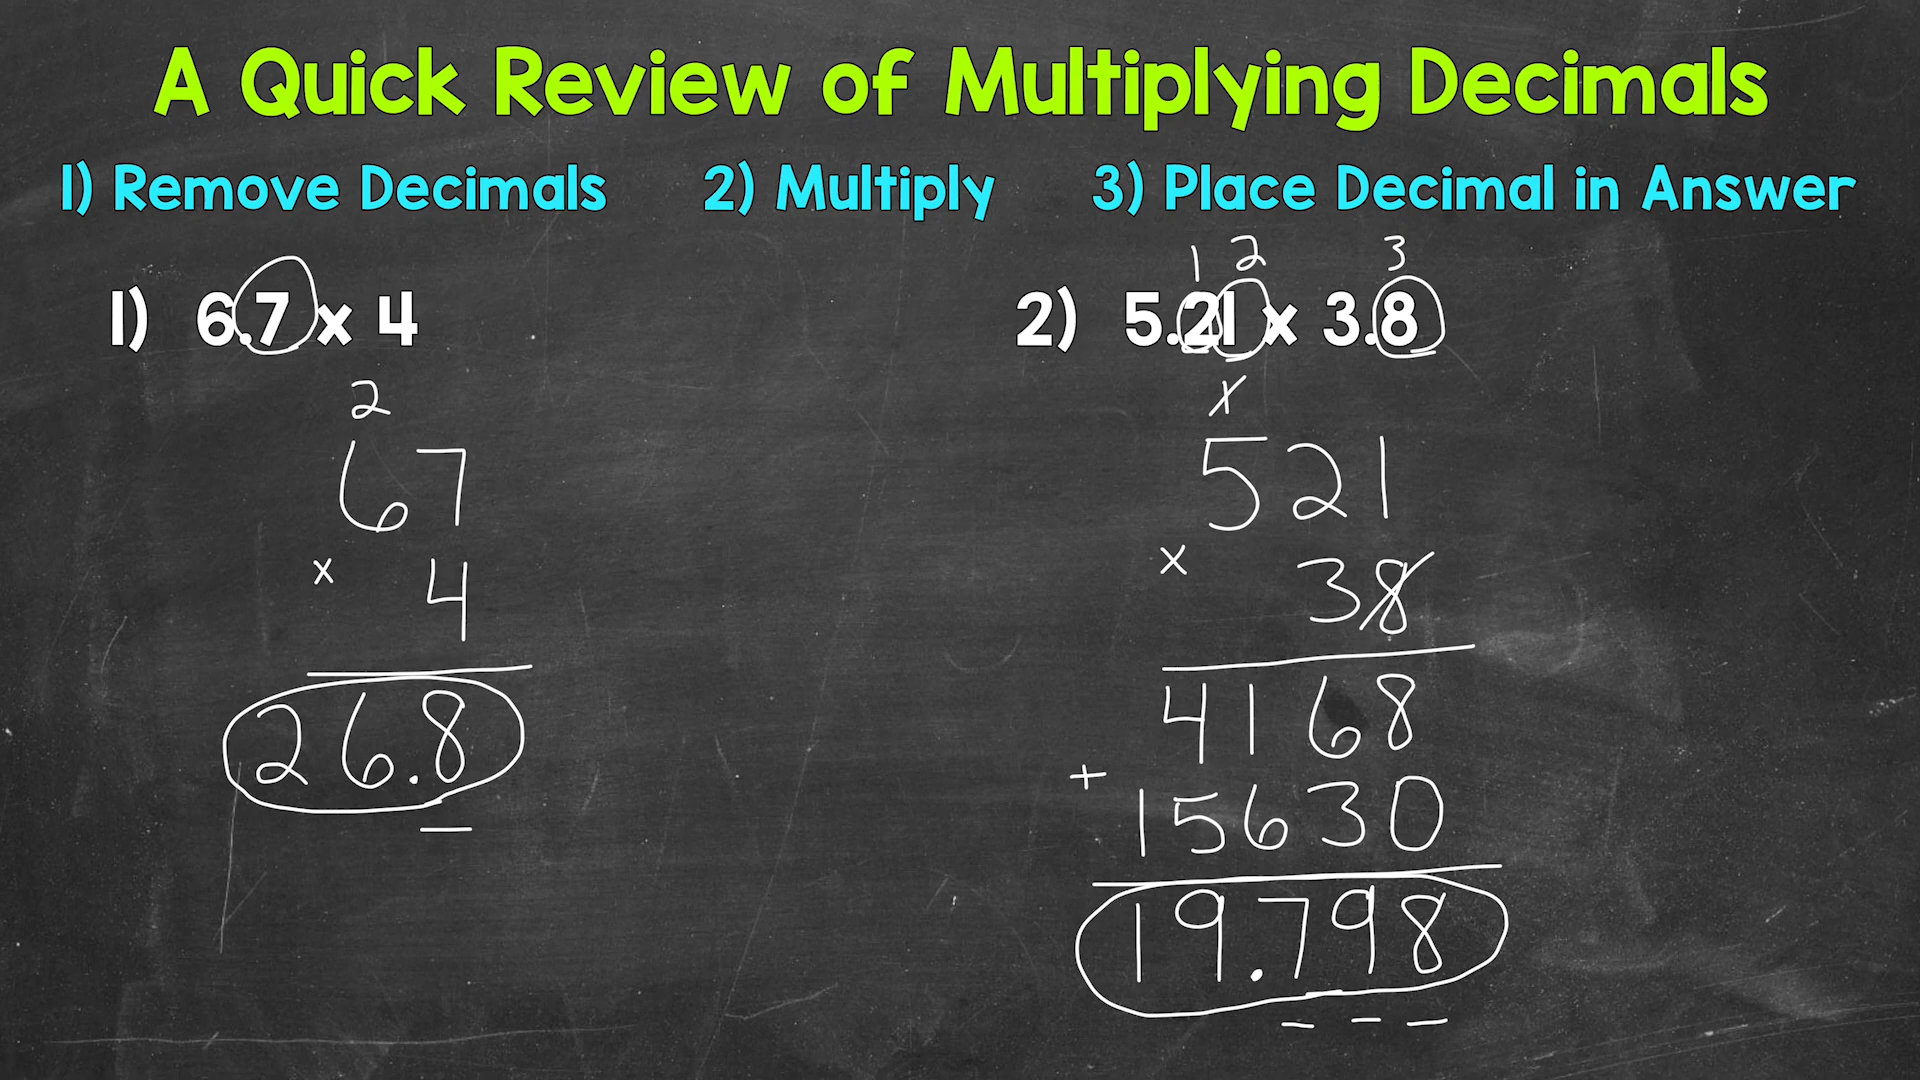 A Quick Review of Multiplying Decimals
1) Remove Decimals 2) Multiply 3) Place Decimal in Answer
1) 6.7 x 4
2
67
x 4
26.8
1 2 3
2) 5.21 x 3.8
1
521
x 38
4168
+ 15630
19.798